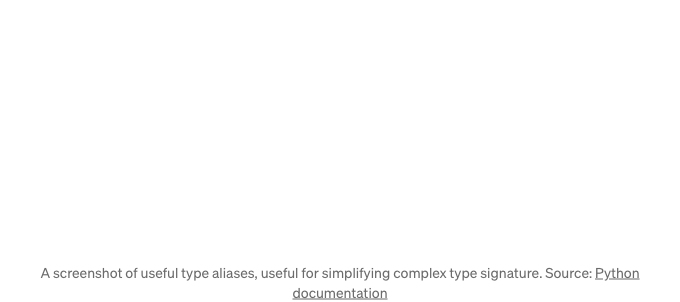 A screenshot of useful type aliases, useful for simplifying complex type signature. Source: Python
documentation